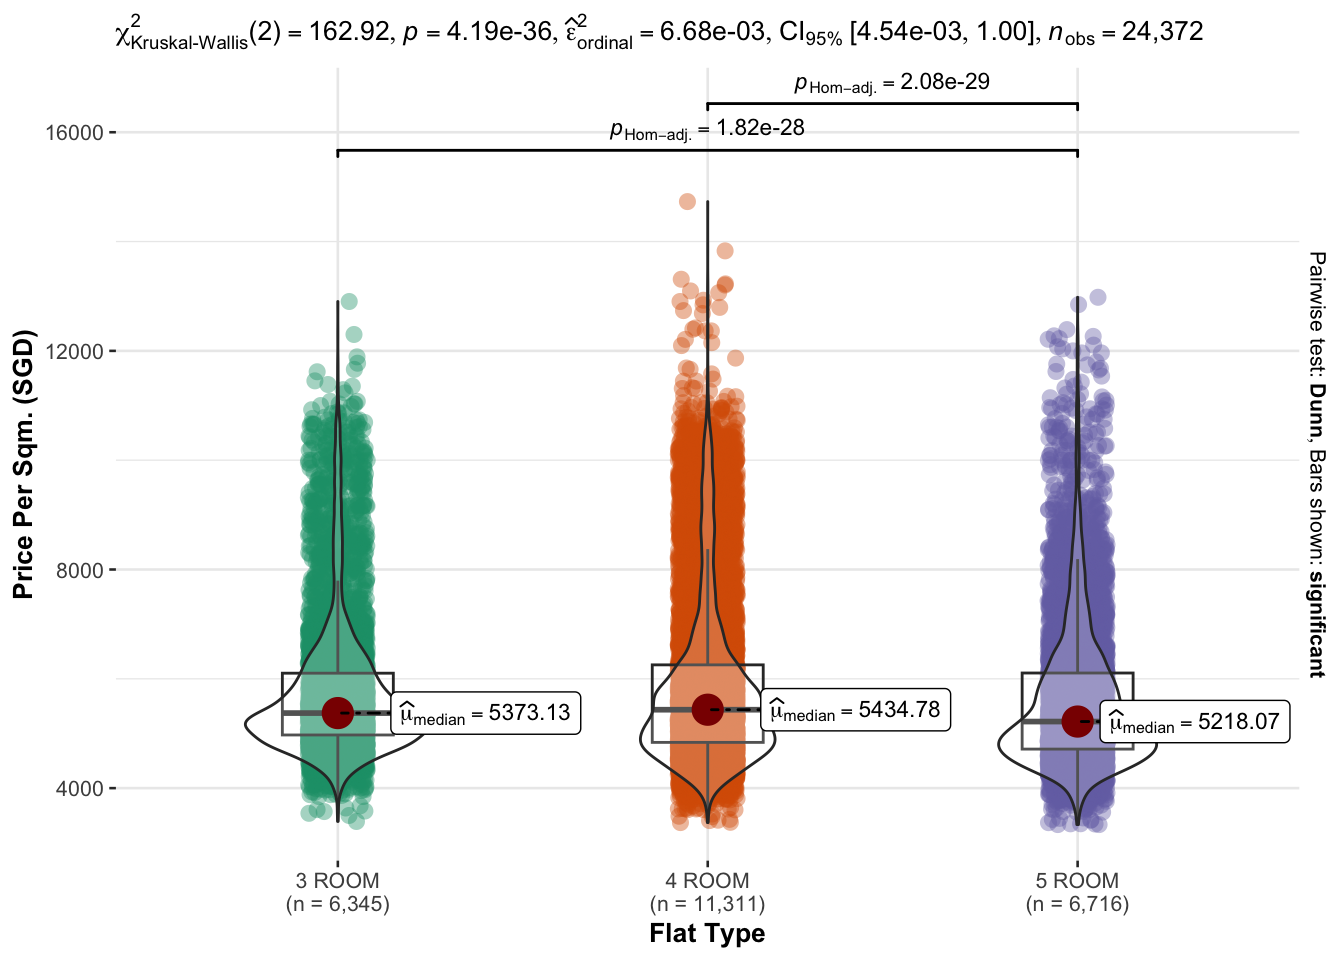 χ²Kruskal-Wallis(2) = 162.92, p = 4.19e-36, ε̂²ordinal = 6.68e-03, CI95% [4.54e-03, 1.00], nobs = 24,372
pHom−adj. = 2.08e-29
pHom−adj. = 1.82e-28
16000
12000
8000
4000
Price Per Sqm. (SGD)
μ̂median = 5373.13
μ̂median = 5434.78
μ̂median = 5218.07
Pairwise test: Dunn, Bars shown: significant
3 ROOM
(n = 6,345)
4 ROOM
(n = 11,311)
5 ROOM
(n = 6,716)
Flat Type